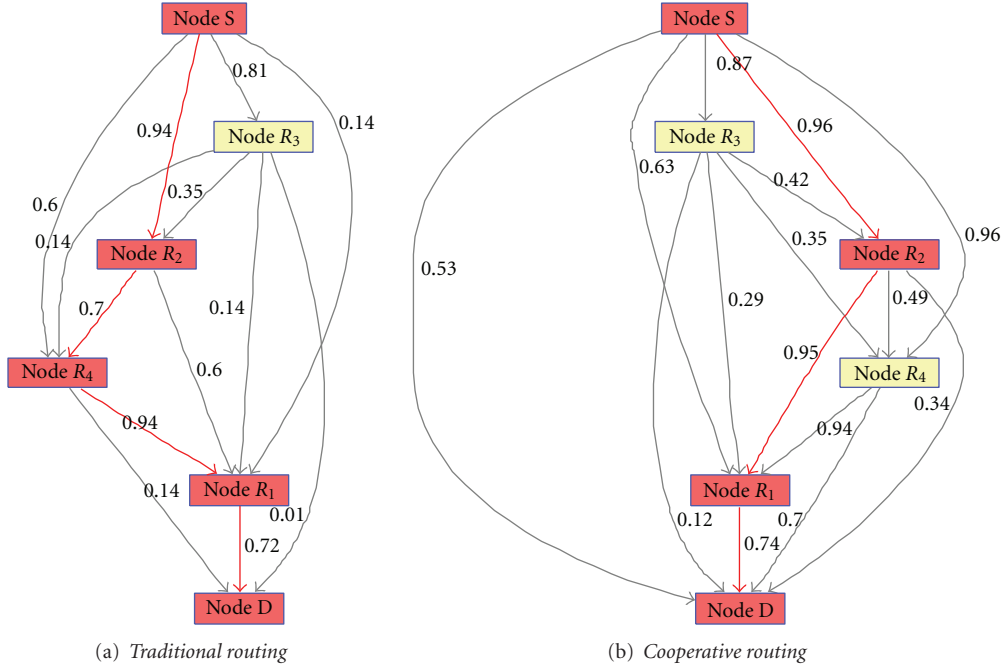 Node S
0.81
0.14
Node R3
0.94
0.35
0.6
0.14
Node R2
0.14
0.7
0.6
Node R4
0.94
0.14
Node R1
0.01
0.72
Node D
(a) Traditional routing
Node S
0.87
0.96
Node R3
0.63
0.42
0.35
0.96
Node R2
0.53
0.29
0.49
0.95
Node R4
0.34
0.94
Node R1
0.12
0.7
0.74
Node D
(b) Cooperative routing